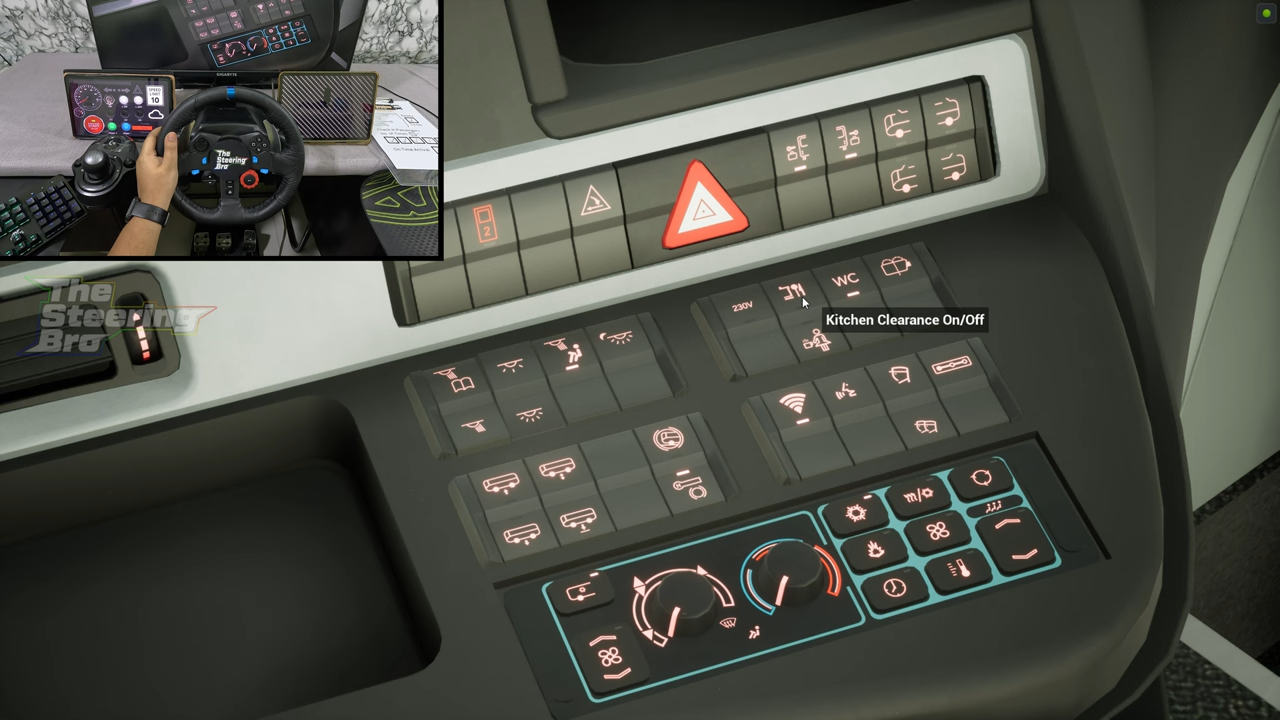 GIGABYTE
SPEED
LIMIT
10
The
Steering
Bro
The
Steering
Bro
2
230V
WC
Kitchen Clearance On/Off